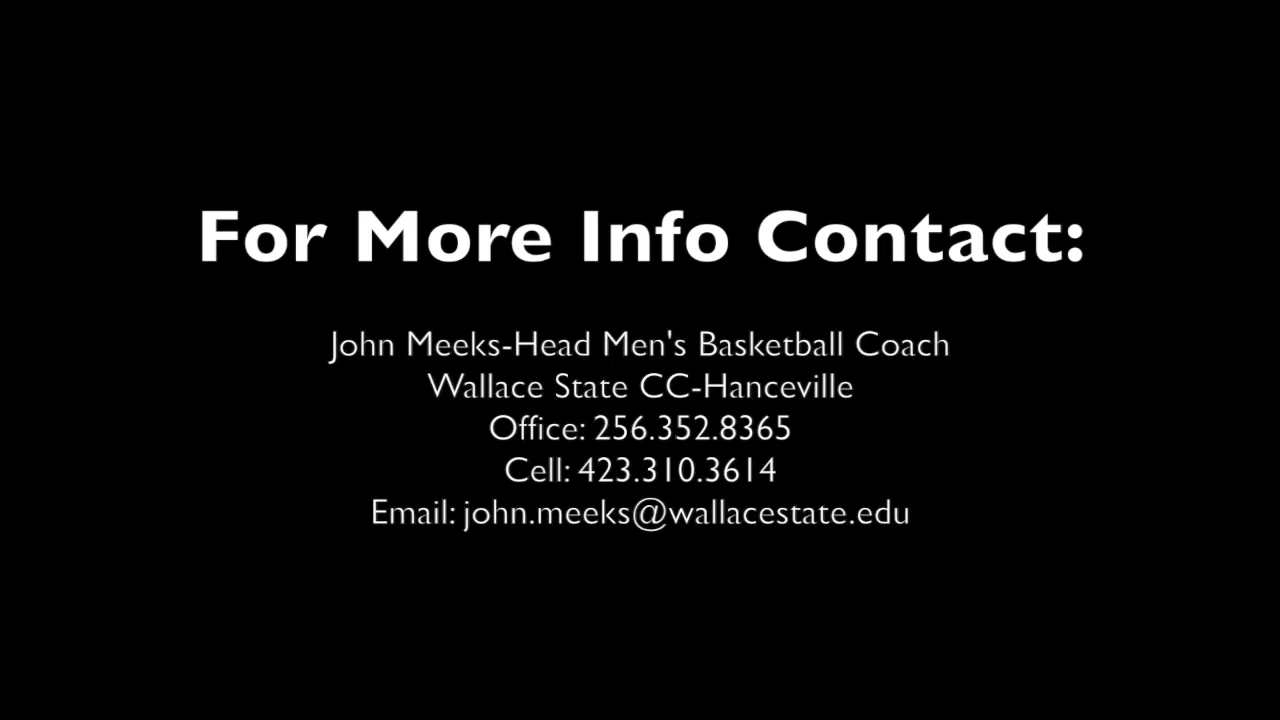 For More Info Contact:
John Meeks-Head Men's Basketball Coach
Wallace State CC-Hanceville
Office: 256.352.8365
Cell: 423.310.3614
Email: john.meeks@wallacestate.edu